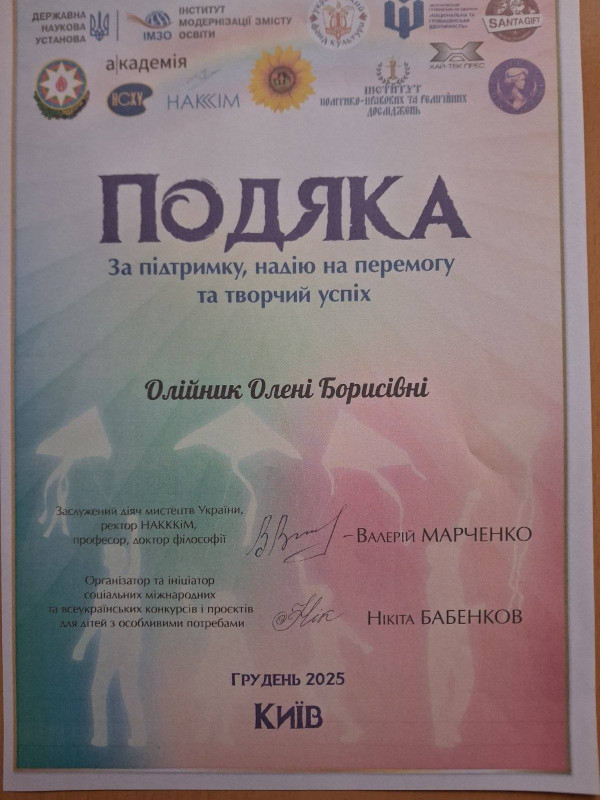 ДЕРЖАВНА
НАУКОВА
УСТАНОВА
ІМЗО
ІНСТИТУТ
МОДЕРНІЗАЦІЇ ЗМІСТУ
ОСВІТИ
SANTAGIFT
ХАЙ-ТЕК ПРЕС
академія
НСХУ
НАКККІМ
ІНСТИТУТ
ПОЛІТИКО-ПРАВОВИХ ТА РЕЛІГІЙНИХ
ДОСЛІДЖЕНЬ
ПОДЯКА
За підтримку, надію на перемогу
та творчий успіх
Олійник Олені Борисівні
Заслужений діяч мистецтв України,
ректор НАКККіМ,
професор, доктор філософії
Валерій МАРЧЕНКО
Організатор та ініціатор
соціальних міжнародних
та всеукраїнських конкурсів і проєктів
для дітей з особливими потребами
Нікіта БАБЕНКОВ
Грудень 2025
Київ